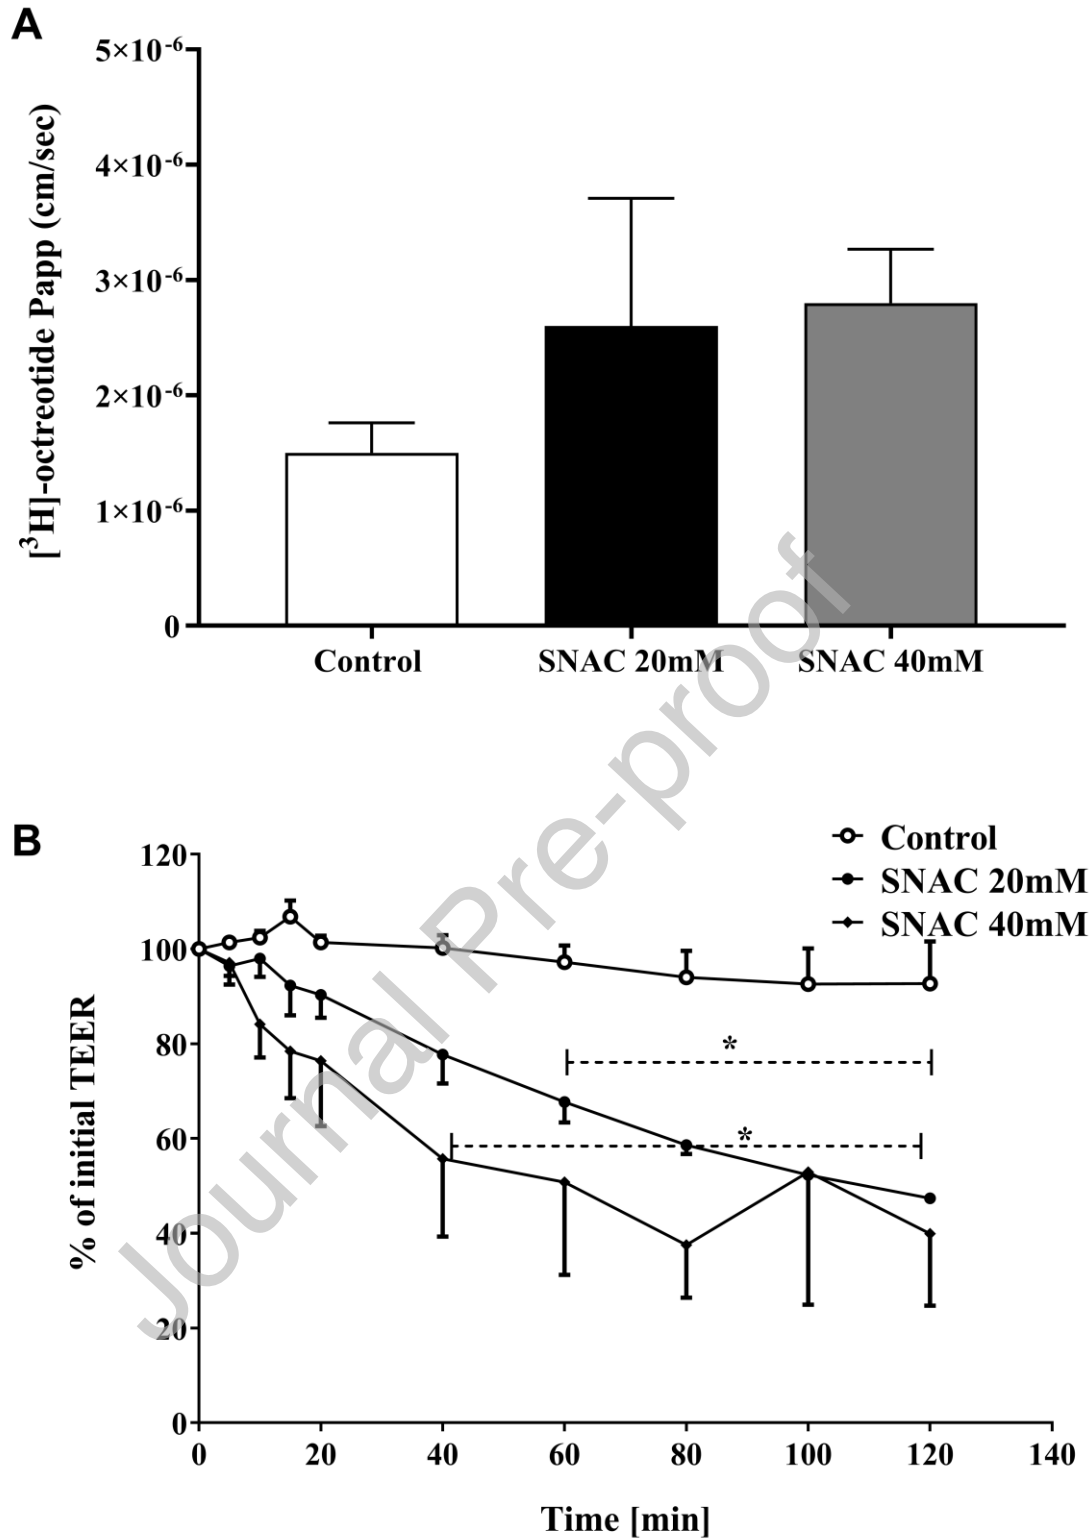 A
[³H]-octreotide Papp (cm/sec)
5×10⁻⁶
4×10⁻⁶
3×10⁻⁶
2×10⁻⁶
1×10⁻⁶
0
Control SNAC 20mM SNAC 40mM
Journal Pre-proof
B
Control
SNAC 20mM
SNAC 40mM
% of initial TEER
120
100
80
60
40
20
0
*
*
0 20 40 60 80 100 120 140
Time [min]